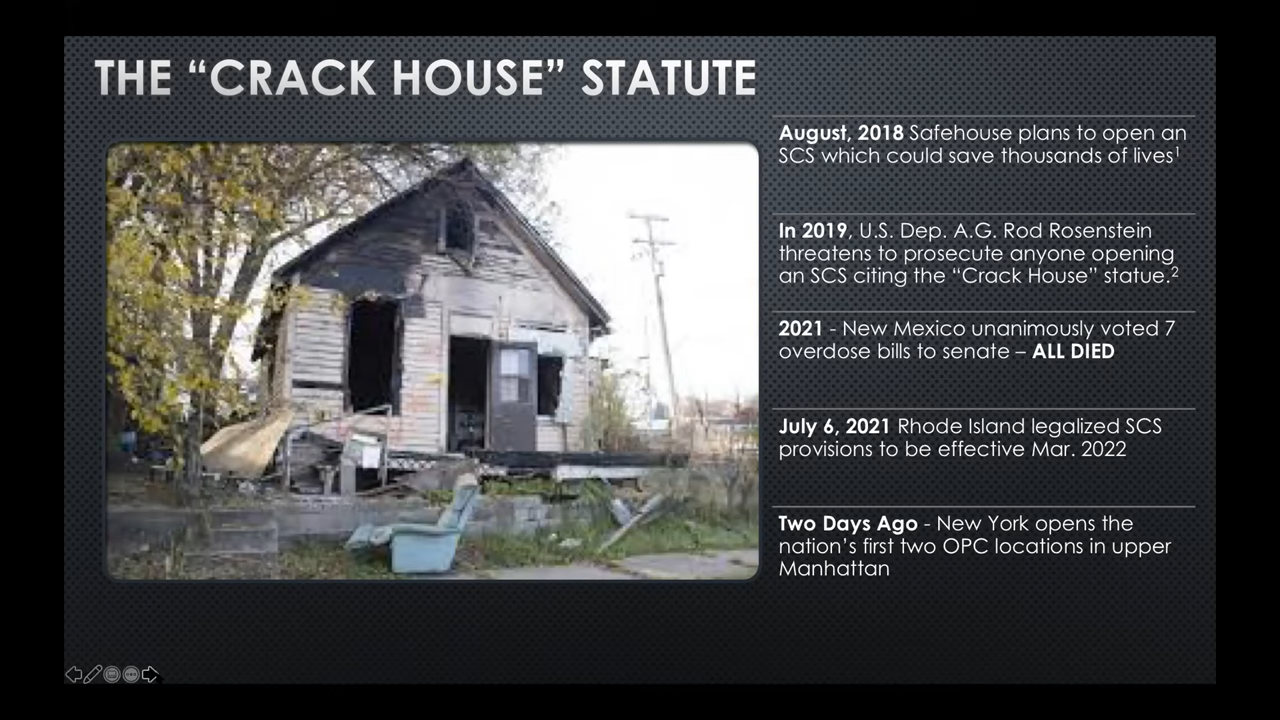 THE “CRACK HOUSE” STATUTE
August, 2018 Safehouse plans to open an
SCS which could save thousands of lives¹
In 2019, U.S. Dep. A.G. Rod Rosenstein
threatens to prosecute anyone opening
an SCS citing the “Crack House” statue.²
2021 - New Mexico unanimously voted 7
overdose bills to senate – ALL DIED
July 6, 2021 Rhode Island legalized SCS
provisions to be effective Mar. 2022
Two Days Ago - New York opens the
nation’s first two OPC locations in upper
Manhattan